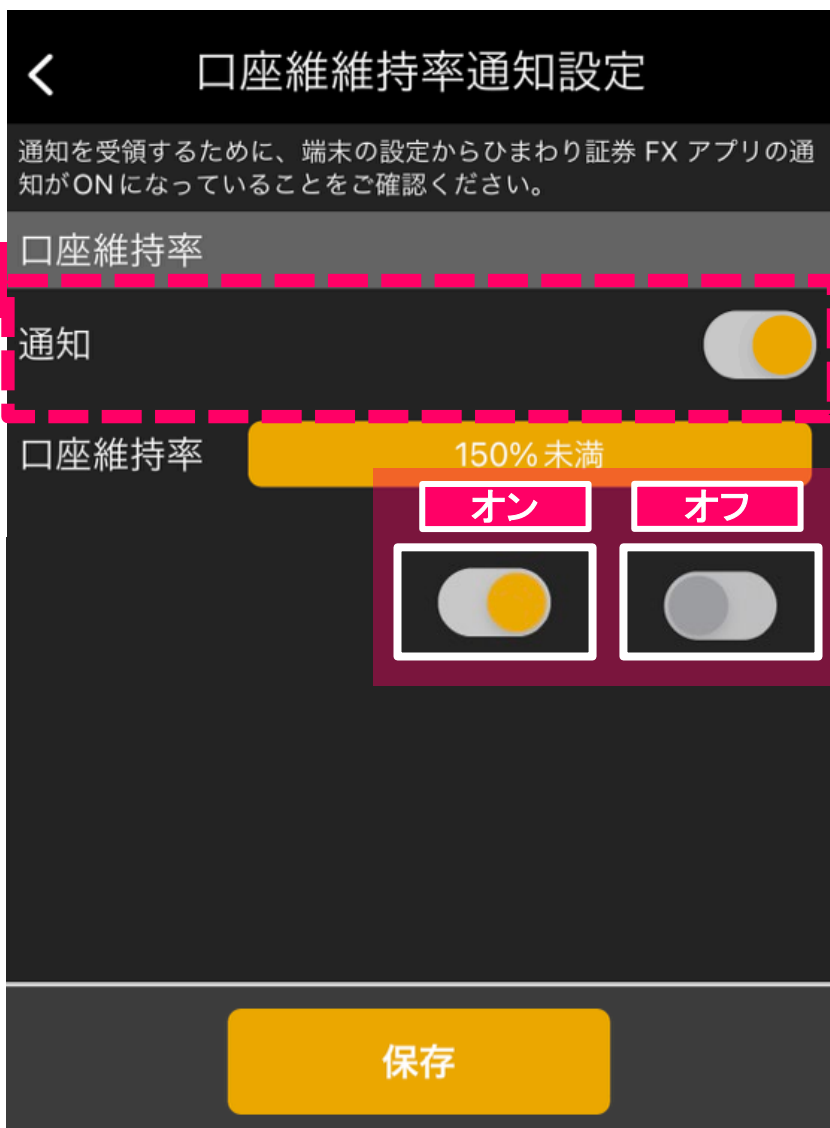 口座維維持率通知設定
通知を受領するために、端末の設定からひまわり証券 FX アプリの通
知がONになっていることをご確認ください。
口座維持率
通知
口座維持率 150%未満
オン オフ
保存